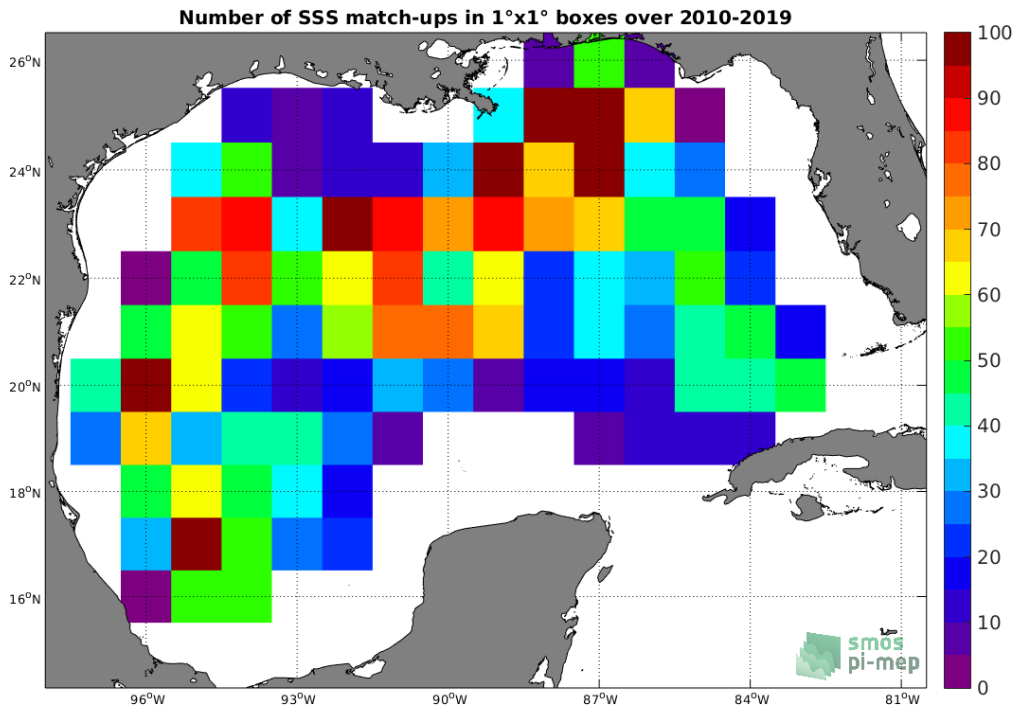 Number of SSS match-ups in 1°x1° boxes over 2010-2019
26°N
24°N
22°N
20°N
18°N
16°N
96°W 93°W 90°W 87°W 84°W 81°W
100
90
80
70
60
50
40
30
20
10
0
smos
pi-mep